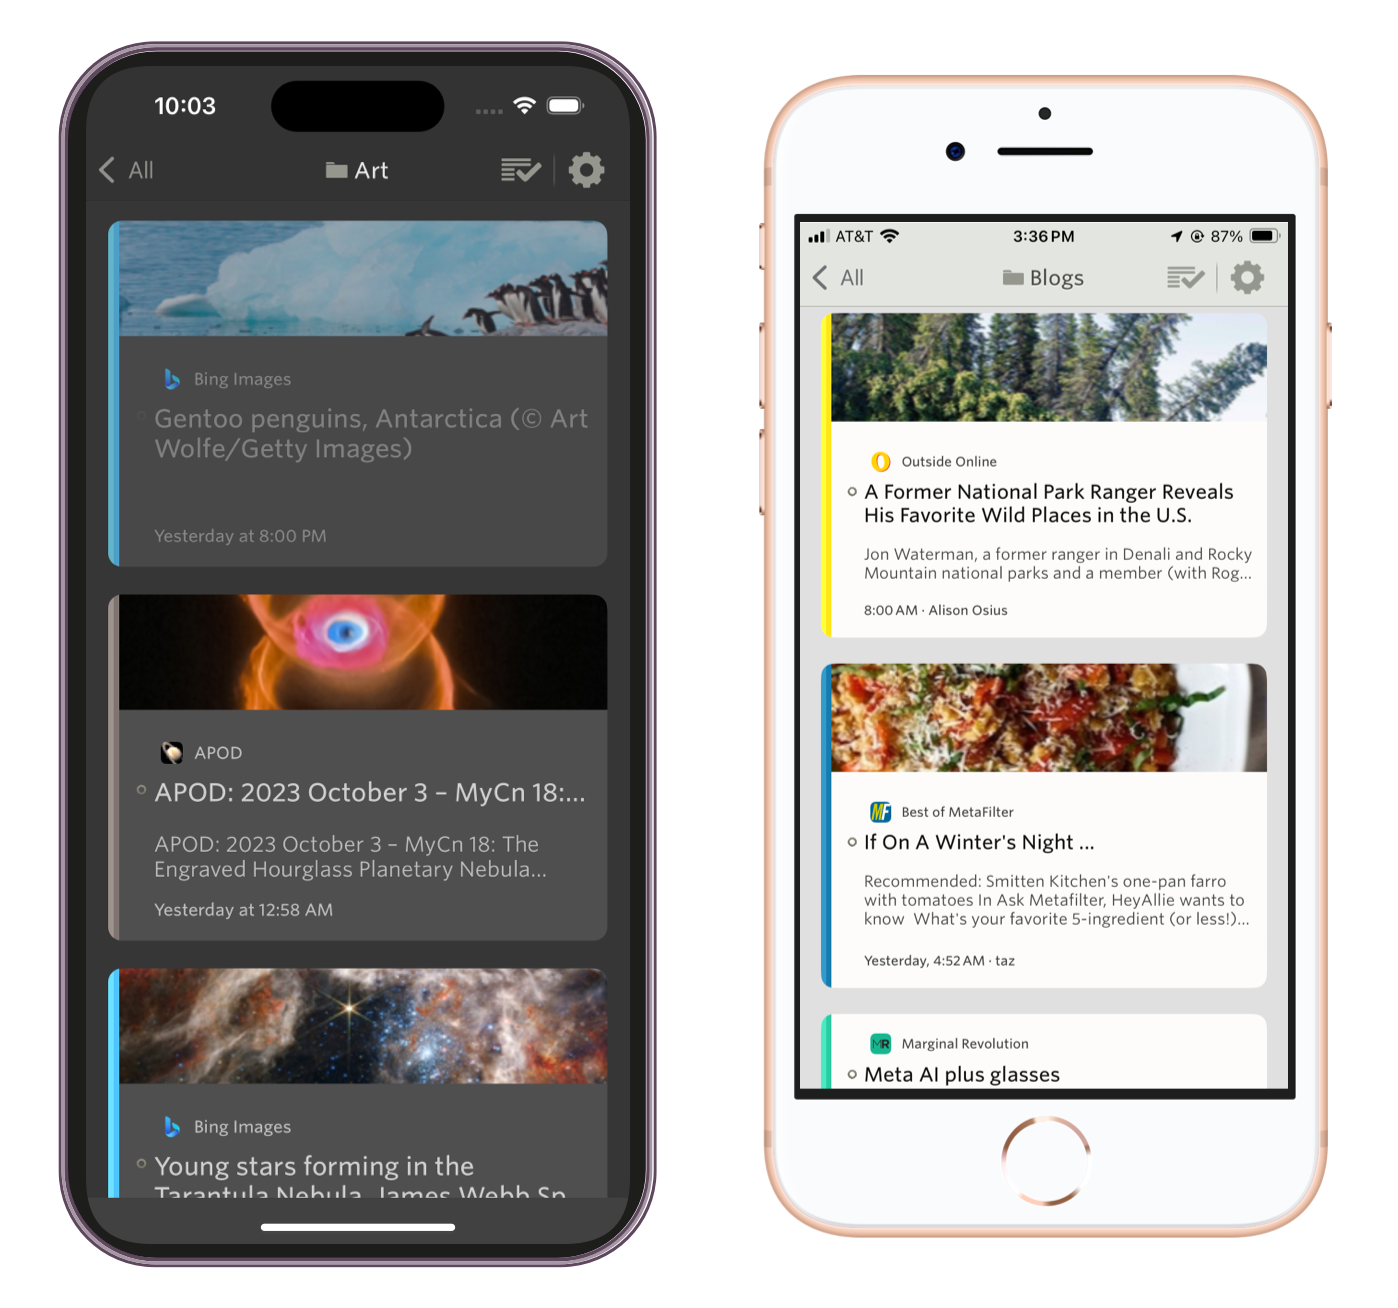 10:03
All
Art
Bing Images
Gentoo penguins, Antarctica (© Art
Wolfe/Getty Images)
Yesterday at 8:00 PM
APOD
APOD: 2023 October 3 – MyCn 18:...
APOD: 2023 October 3 – MyCn 18: The
Engraved Hourglass Planetary Nebula...
Yesterday at 12:58 AM
Bing Images
Young stars forming in the
Tarantula Nebula, James Webb Sp
AT&T
3:36 PM
87%
All
Blogs
Outside Online
A Former National Park Ranger Reveals
His Favorite Wild Places in the U.S.
Jon Waterman, a former ranger in Denali and Rocky
Mountain national parks and a member (with Rog...
8:00 AM · Alison Osius
MF
Best of MetaFilter
If On A Winter's Night ...
Recommended: Smitten Kitchen's one-pan farro
with tomatoes In Ask Metafilter, HeyAllie wants to
know  What's your favorite 5-ingredient (or less!)...
Yesterday, 4:52 AM · taz
MR
Marginal Revolution
Meta AI plus glasses